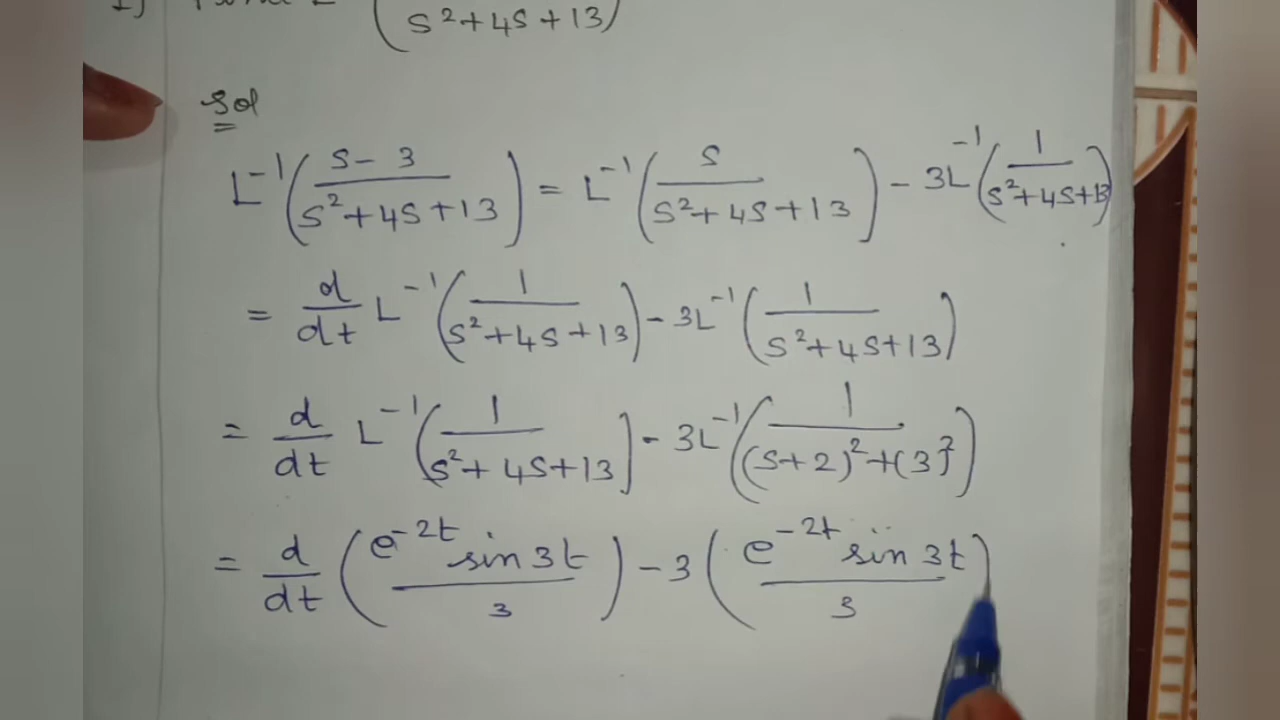 ( S²+4S+13 )
Sol
L⁻¹( S-3 / S²+4S+13 ) = L⁻¹( S / S²+4S+13 ) - 3L⁻¹( 1 / S²+4S+13 )
= d/dt L⁻¹( 1 / S²+4S+13 ) - 3L⁻¹( 1 / S²+4S+13 )
= d/dt L⁻¹( 1 / S²+4S+13 ] - 3L⁻¹( 1 / (S+2)²+(3)² )
= d/dt ( e⁻²ᵗ sin 3t / 3 ) - 3 ( e⁻²ᵗ sin 3t / 3 )